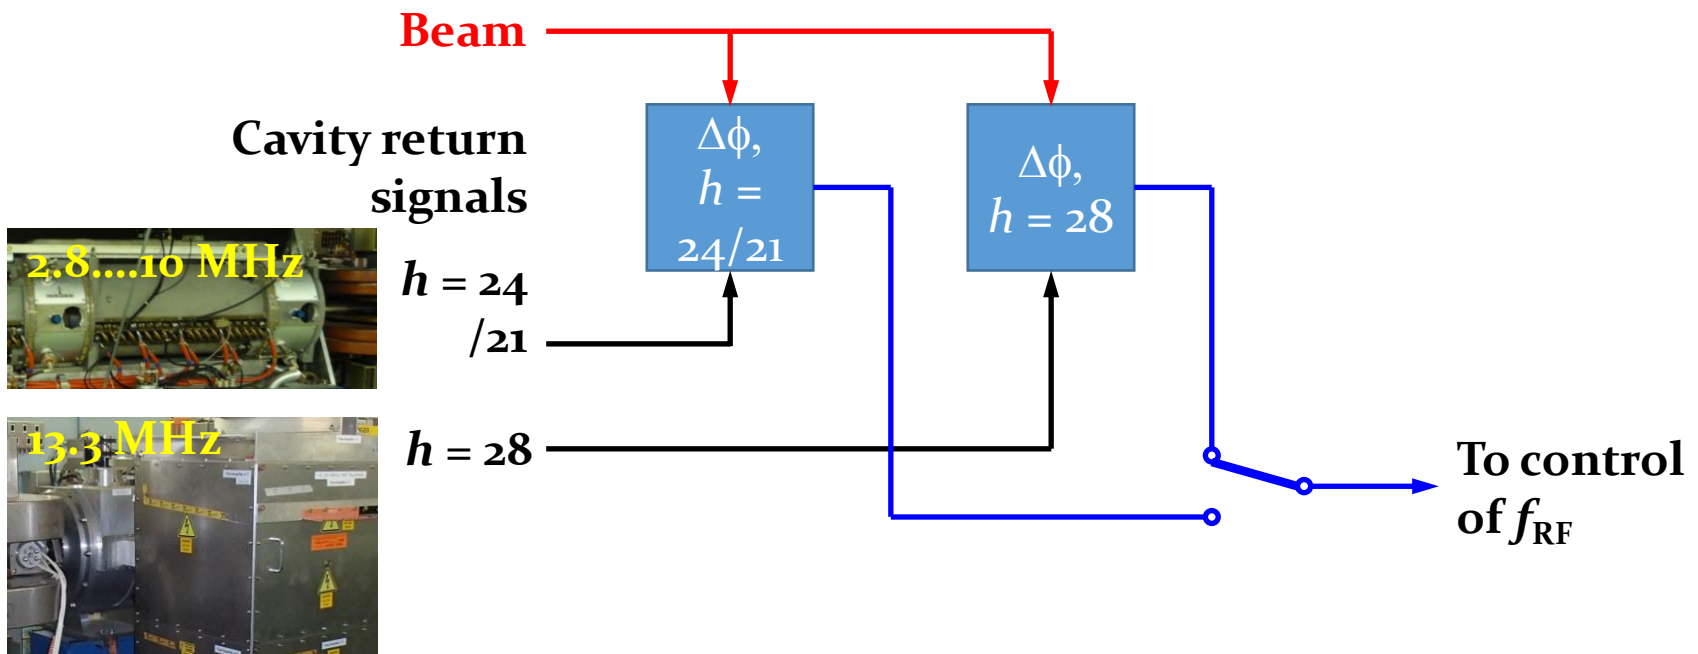 Beam
Cavity return
signals
Δϕ,
h =
24/21
Δϕ,
h = 28
2.8....10 MHz
h = 24
/21
13.3 MHz
h = 28
To control
of fRF